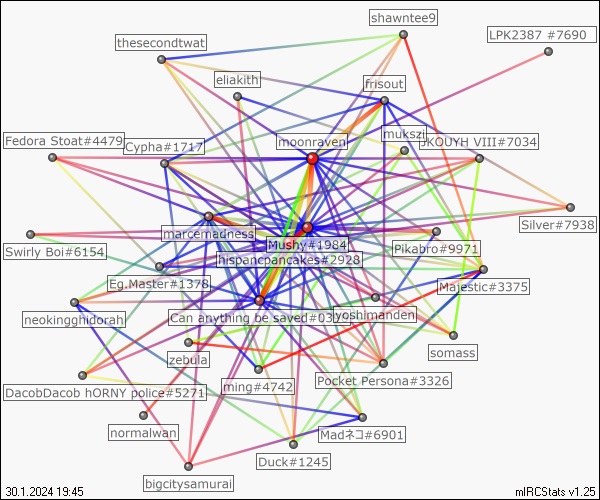 shawntee9
LPK2387 #7690
thesecondtwat
eliakith
frisout
mukszi
Fedora Stoat#4479
Cypha#1717
moonraven
JKOUYH VIII#7034
marcemadness
Mushy#1984
Silver#7938
Swirly Boi#6154
hispancpancakes#2928
Pikabro#9971
Eg.Master#1378
Majestic#3375
neokingghidorah
Can anything be saved#0322
yoshimanden
zebula
somass
DacobDacob hORNY police#5271
ming#4742
Pocket Persona#3326
normalwan
Madネコ#6901
Duck#1245
bigcitysamurai
30.1.2024 19:45
mIRCStats v1.25